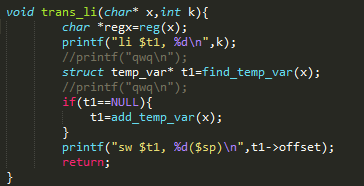 void trans_li(char* x,int k){
char *regx=reg(x);
printf("li $t1, %d\n",k);
//printf("qwq\n");
struct temp_var* t1=find_temp_var(x);
//printf("qwq\n");
if(t1==NULL){
t1=add_temp_var(x);
}
printf("sw $t1, %d($sp)\n",t1->offset);
return;
}